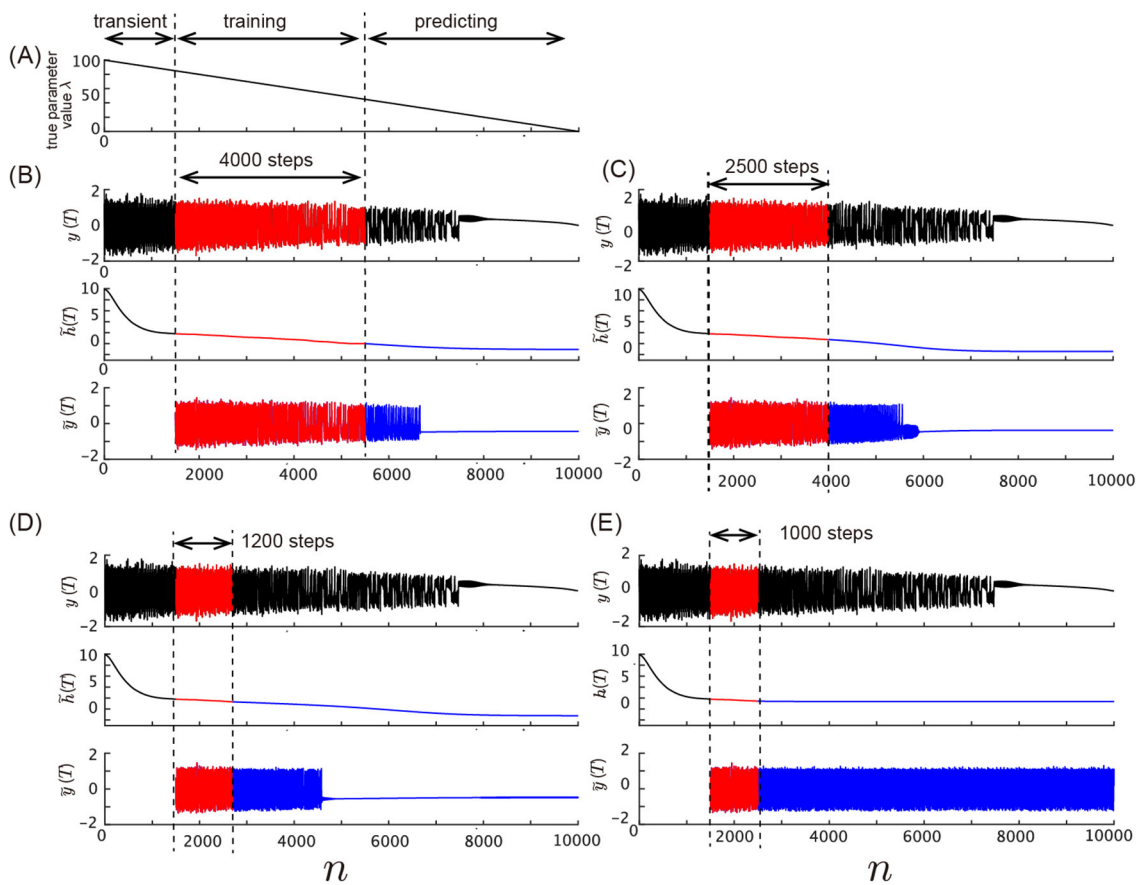 transient training predicting
(A)
true parameter
value λ
100
50
0
0
(B)
4000 steps
(C)
2500 steps
y(T)
2
0
−2
0
y(T)
2
0
−2
h̃(T)
10
5
0
0
h̃(T)
10
5
0
ỹ(T)
2
0
−2
0 2000 4000 6000 8000 10000
ỹ(T)
2
0
−2
0 2000 4000 6000 8000 10000
(D)
1200 steps
(E)
1000 steps
y(T)
2
0
−2
y(T)
2
0
−2
h̃(T)
10
5
0
10
5
0
ỹ(T)
2
0
−2
0 2000 4000 6000 8000 10000
ỹ(T)
2
0
−2
0 2000 4000 6000 8000 10000
n
n